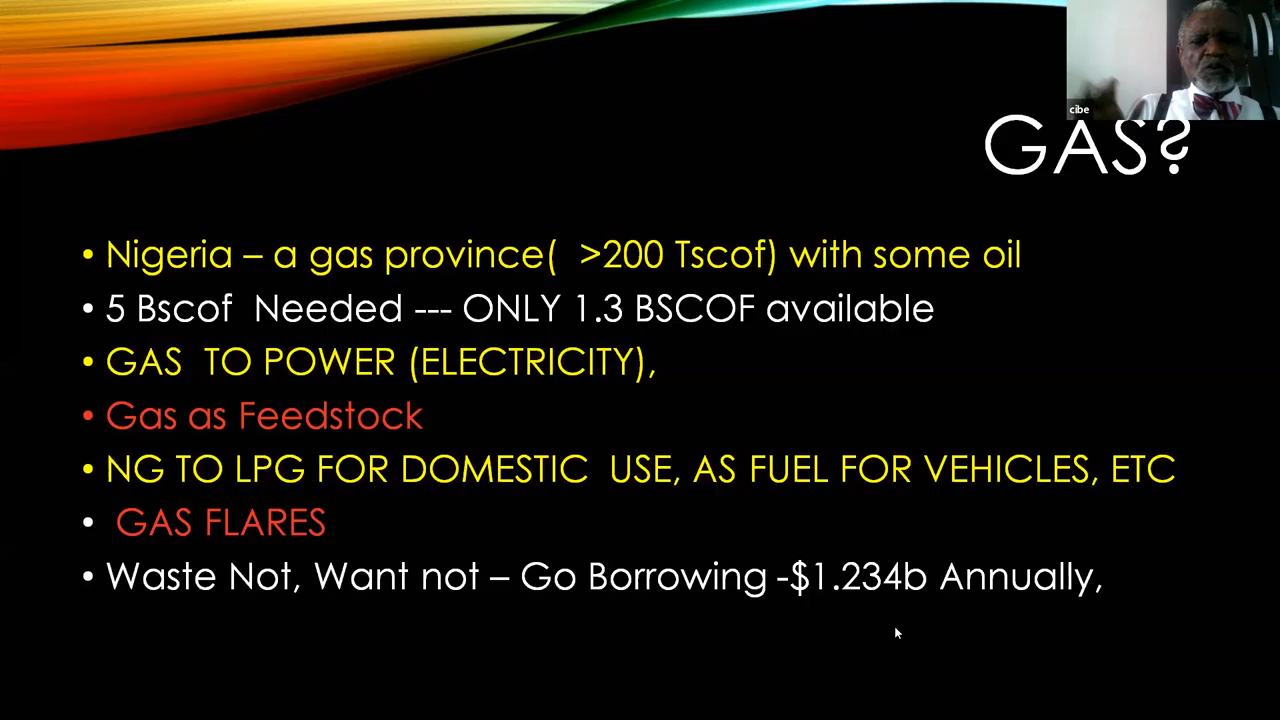 cibe
GAS?
• Nigeria – a gas province(  >200 Tscof) with some oil
• 5 Bscof  Needed --- ONLY 1.3 BSCOF available
• GAS  TO POWER (ELECTRICITY),
• Gas as Feedstock
• NG TO LPG FOR DOMESTIC  USE, AS FUEL FOR VEHICLES, ETC
• GAS FLARES
• Waste Not, Want not – Go Borrowing -$1.234b Annually,